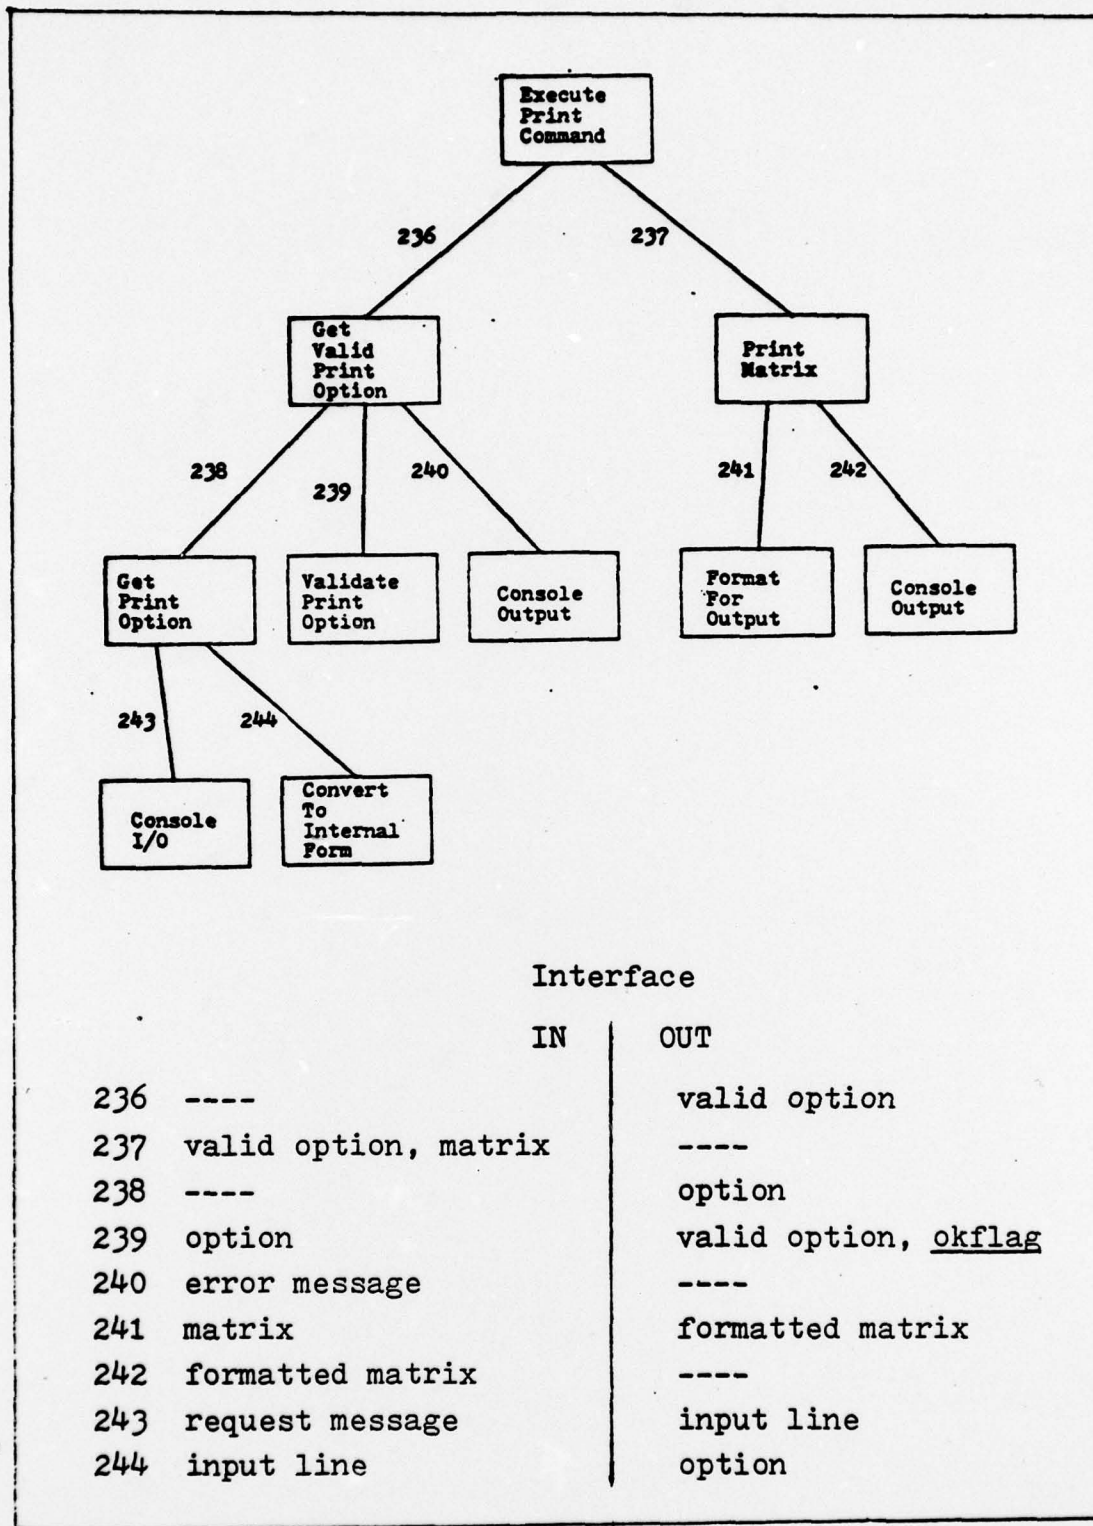 Execute
Print
Command
236
237
Get
Valid
Print
Option
Print
Matrix
238
239
240
241
242
Get
Print
Option
Validate
Print
Option
Console
Output
Format
For
Output
Console
Output
243
244
Console
I/O
Convert
To
Internal
Form
Interface
IN OUT
236 ---- valid option
237 valid option, matrix ----
238 ---- option
239 option valid option, okflag
240 error message ----
241 matrix formatted matrix
242 formatted matrix ----
243 request message input line
244 input line option